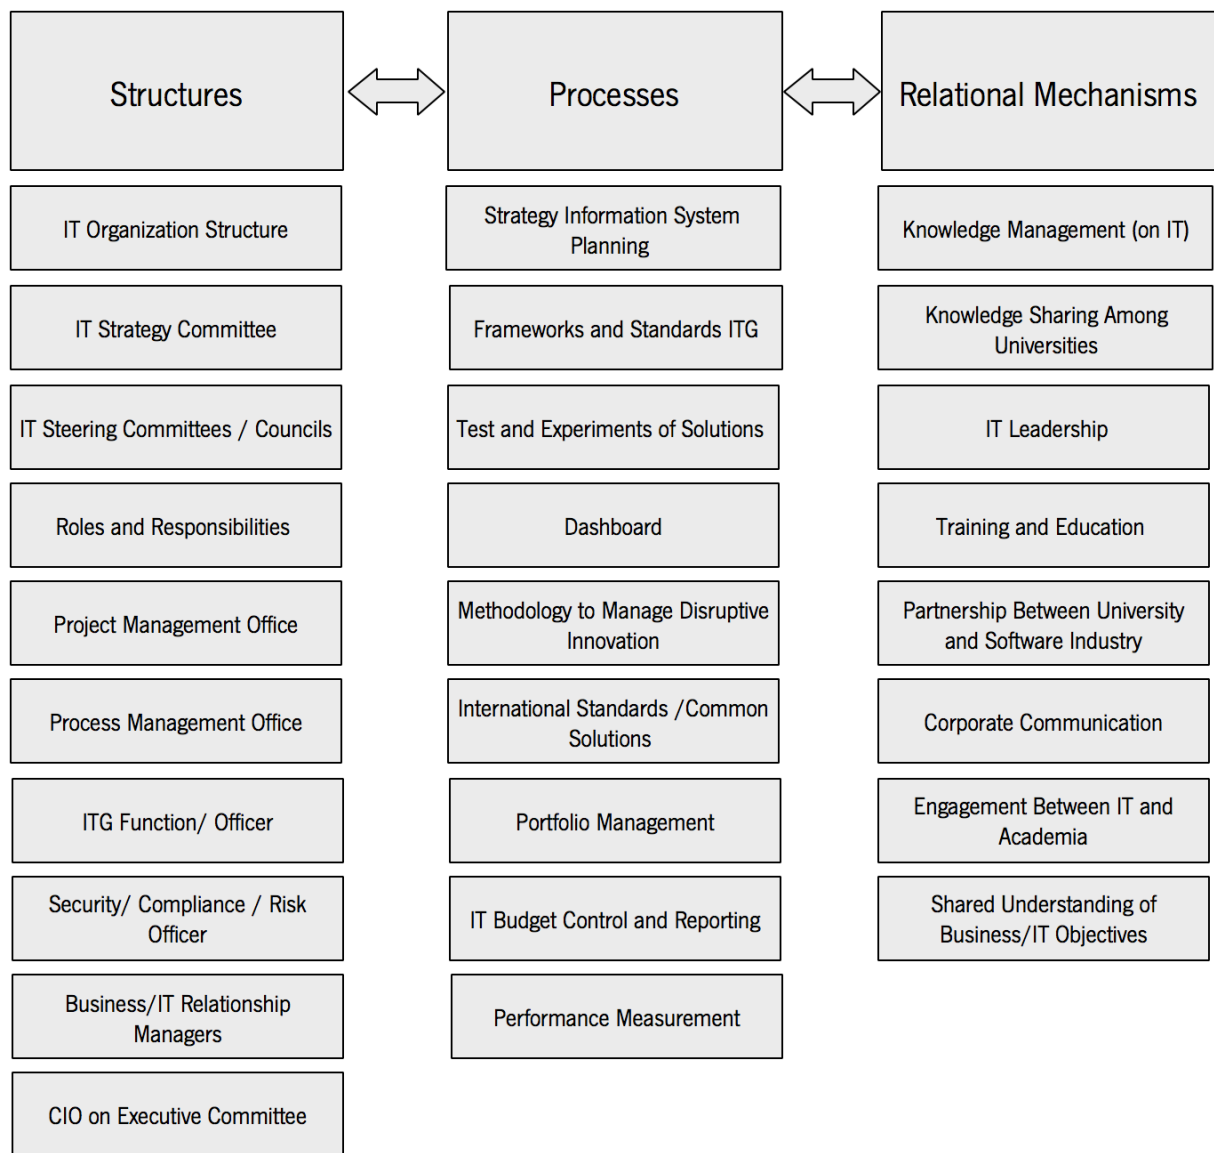 Structures
Processes
Relational Mechanisms
IT Organization Structure
Strategy Information System
Planning
Knowledge Management (on IT)
IT Strategy Committee
Frameworks and Standards ITG
Knowledge Sharing Among
Universities
IT Steering Committees / Councils
Test and Experiments of Solutions
IT Leadership
Roles and Responsibilities
Dashboard
Training and Education
Project Management Office
Methodology to Manage Disruptive
Innovation
Partnership Between University
and Software Industry
Process Management Office
International Standards /Common
Solutions
Corporate Communication
ITG Function/ Officer
Portfolio Management
Engagement Between IT and
Academia
Security/ Compliance / Risk
Officer
IT Budget Control and Reporting
Shared Understanding of
Business/IT Objectives
Business/IT Relationship
Managers
Performance Measurement
CIO on Executive Committee